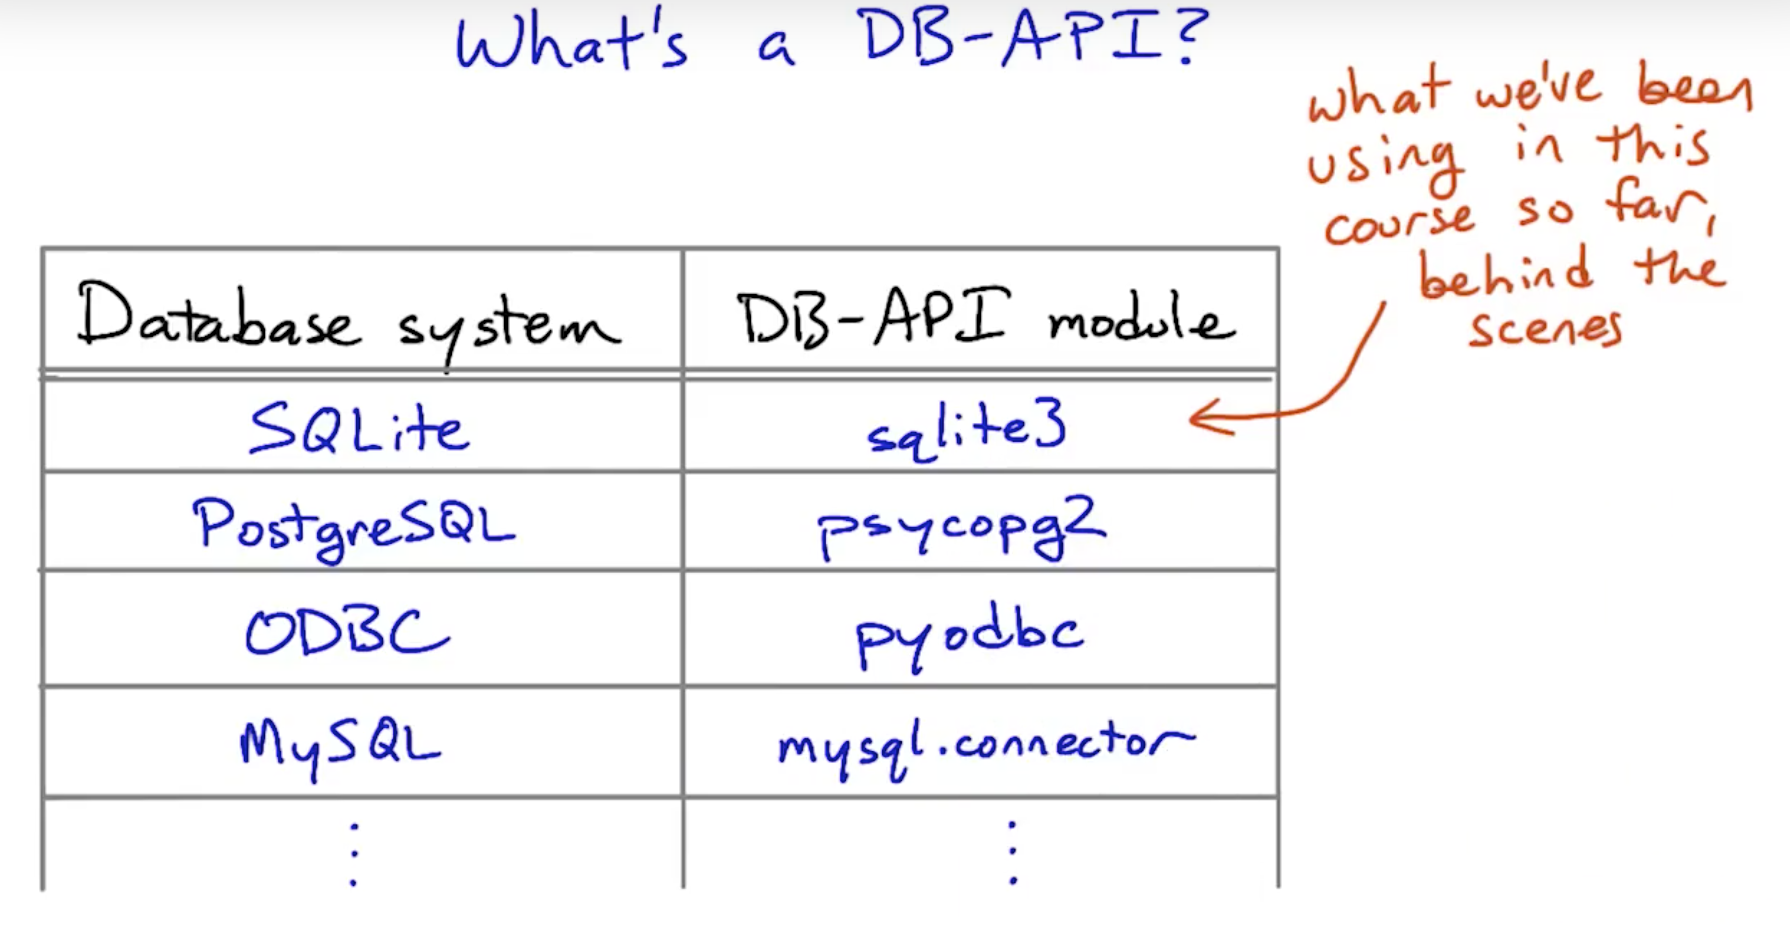 What's a DB-API?
what we've been
using in this
course so far,
behind the
scenes
Database system DB-API module
SQLite sqlite3
PostgreSQL psycopg2
ODBC pyodbc
MySQL mysql.connector